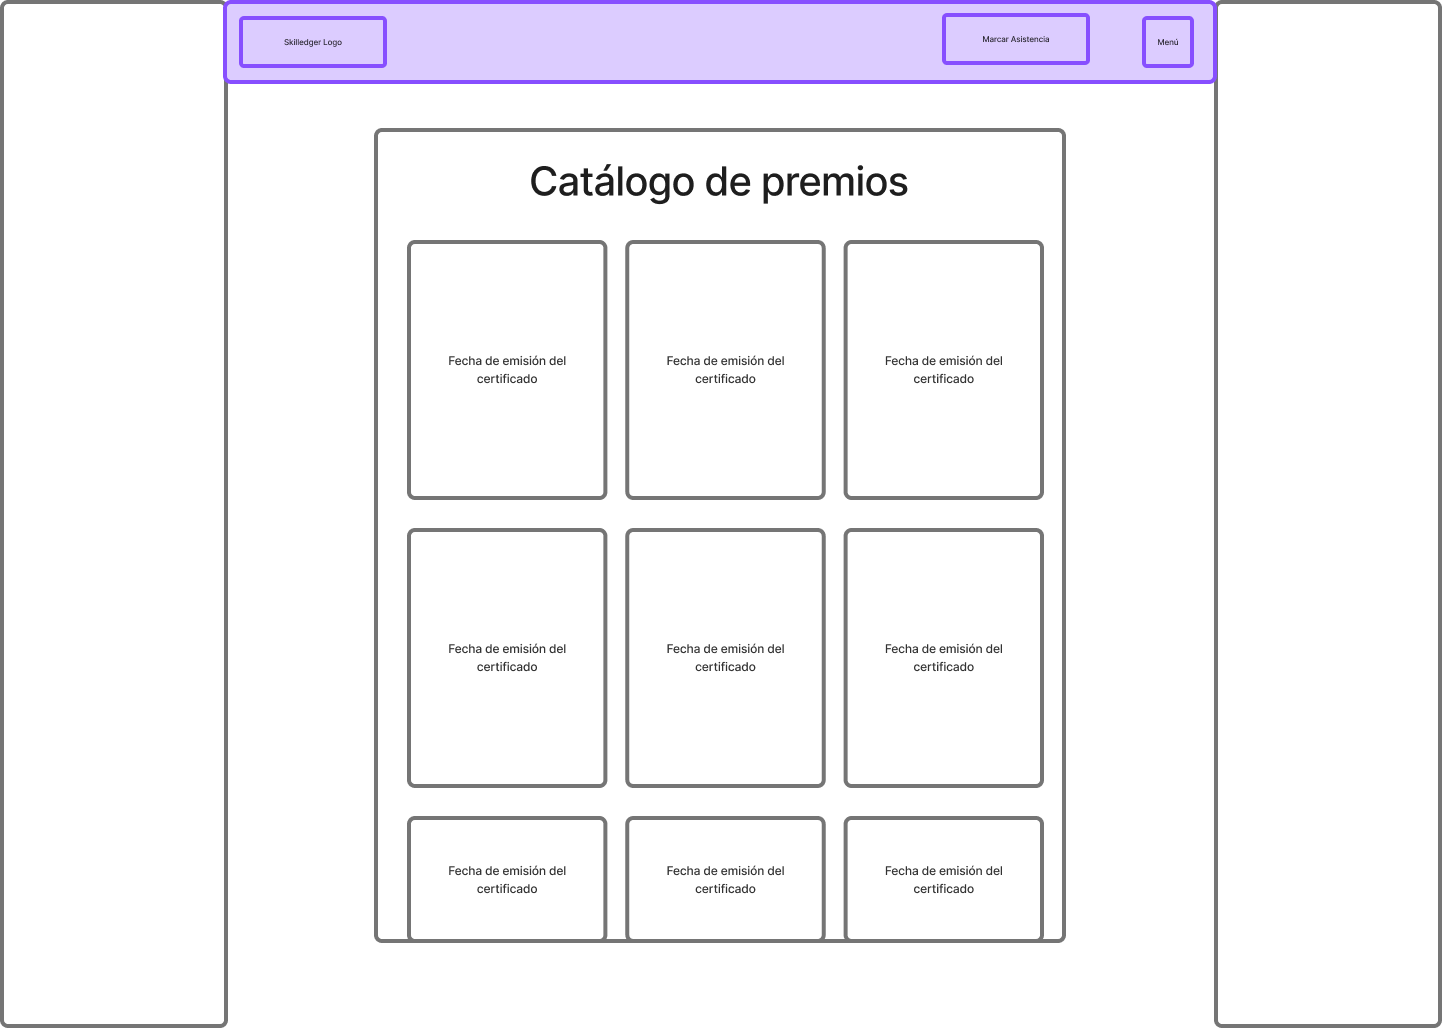 Skilledger Logo
Marcar Asistencia
Menú
Catálogo de premios
Fecha de emisión del
certificado
Fecha de emisión del
certificado
Fecha de emisión del
certificado
Fecha de emisión del
certificado
Fecha de emisión del
certificado
Fecha de emisión del
certificado
Fecha de emisión del
certificado
Fecha de emisión del
certificado
Fecha de emisión del
certificado